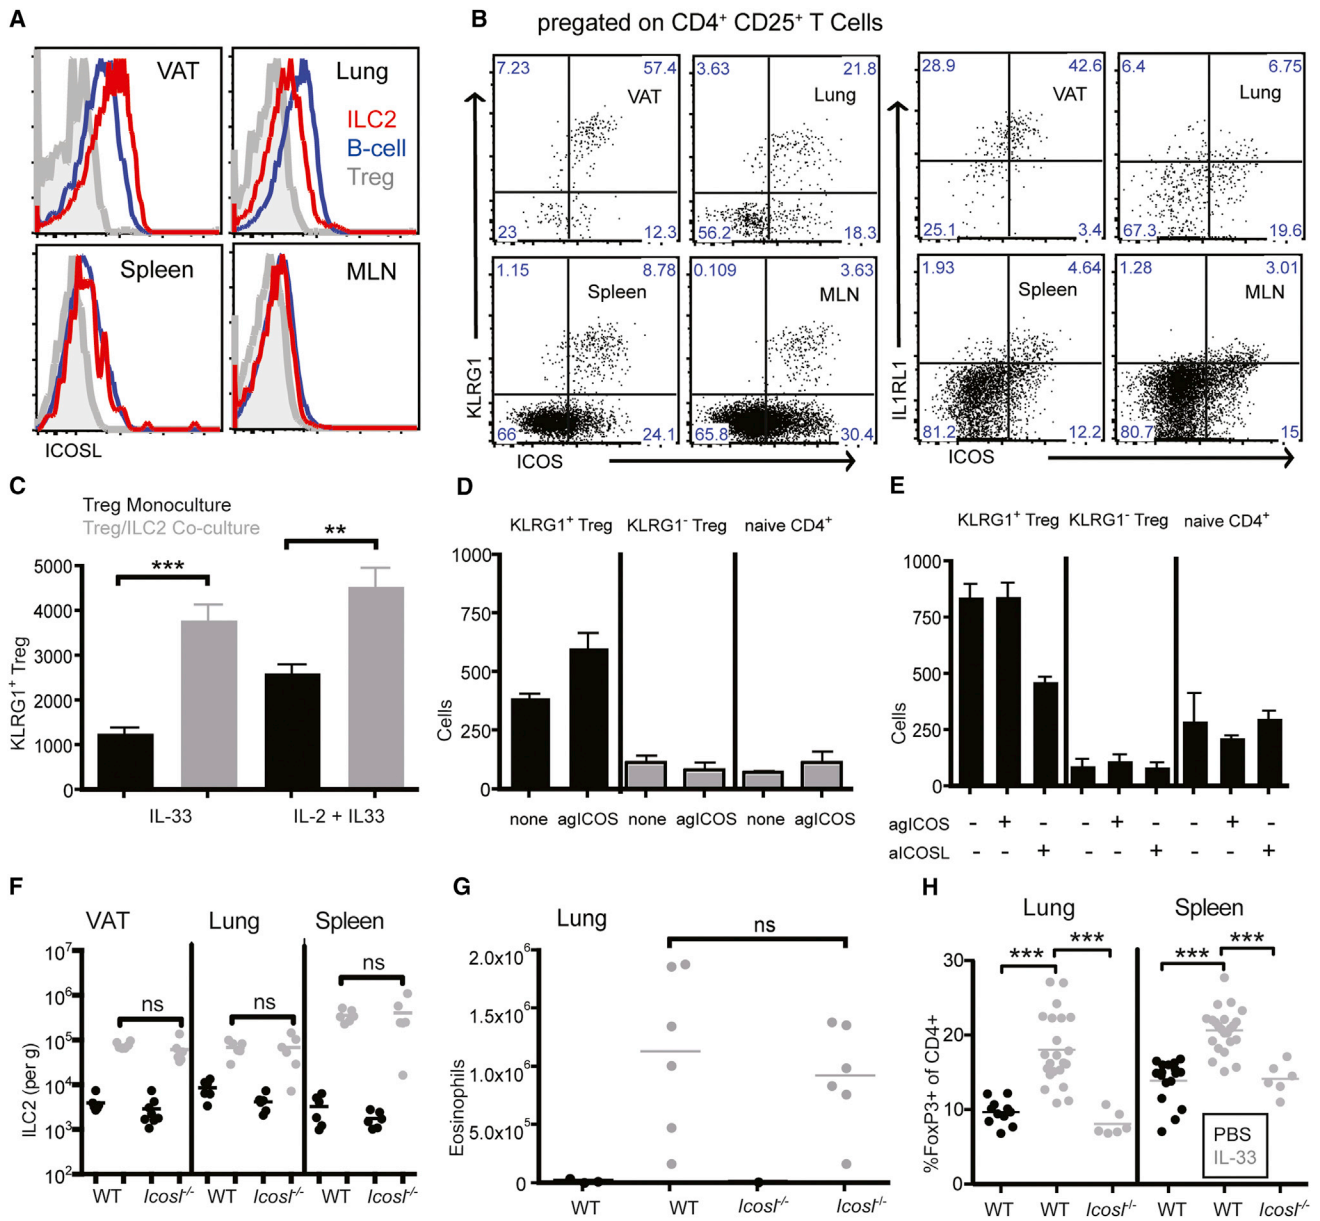 A
VAT
Lung
ILC2
B-cell
Treg
Spleen
MLN
ICOSL
B
pregated on CD4⁺ CD25⁺ T Cells
7.23 57.4
VAT
23 12.3
3.63 21.8
Lung
56.2 18.3
28.9 42.6
VAT
25.1 3.4
6.4 6.75
Lung
67.3 19.6
1.15 8.78
Spleen
66 24.1
0.109 3.63
MLN
65.8 30.4
1.93 4.64
Spleen
81.2 12.2
1.28 3.01
MLN
80.7 15
KLRG1
ICOS
IL1RL1
ICOS
C
Treg Monoculture
Treg/ILC2 Co-culture
*** **
KLRG1⁺ Treg
5000
4000
3000
2000
1000
0
IL-33 IL-2 + IL33
D
KLRG1⁺ Treg KLRG1⁻ Treg naive CD4⁺
Cells
1000
750
500
250
0
none agICOS none agICOS none agICOS
E
KLRG1⁺ Treg KLRG1⁻ Treg naive CD4⁺
Cells
1000
750
500
250
0
agICOS - + - - + - - + -
aICOSL - - + - - + - - +
F
VAT Lung Spleen
ILC2 (per g)
10⁷
10⁶
10⁵
10⁴
10³
10²
ns ns ns
WT Icosl⁻/⁻ WT Icosl⁻/⁻ WT Icosl⁻/⁻
G
Lung
ns
Eosinophils
2.0x10⁶
1.5x10⁶
1.0x10⁶
5.0x10⁵
0
WT WT Icosl⁻/⁻ Icosl⁻/⁻
H
Lung Spleen
*** *** *** ***
%FoxP3+ of CD4+
30
20
10
0
PBS
IL-33
WT WT Icosl⁻/⁻ WT WT Icosl⁻/⁻